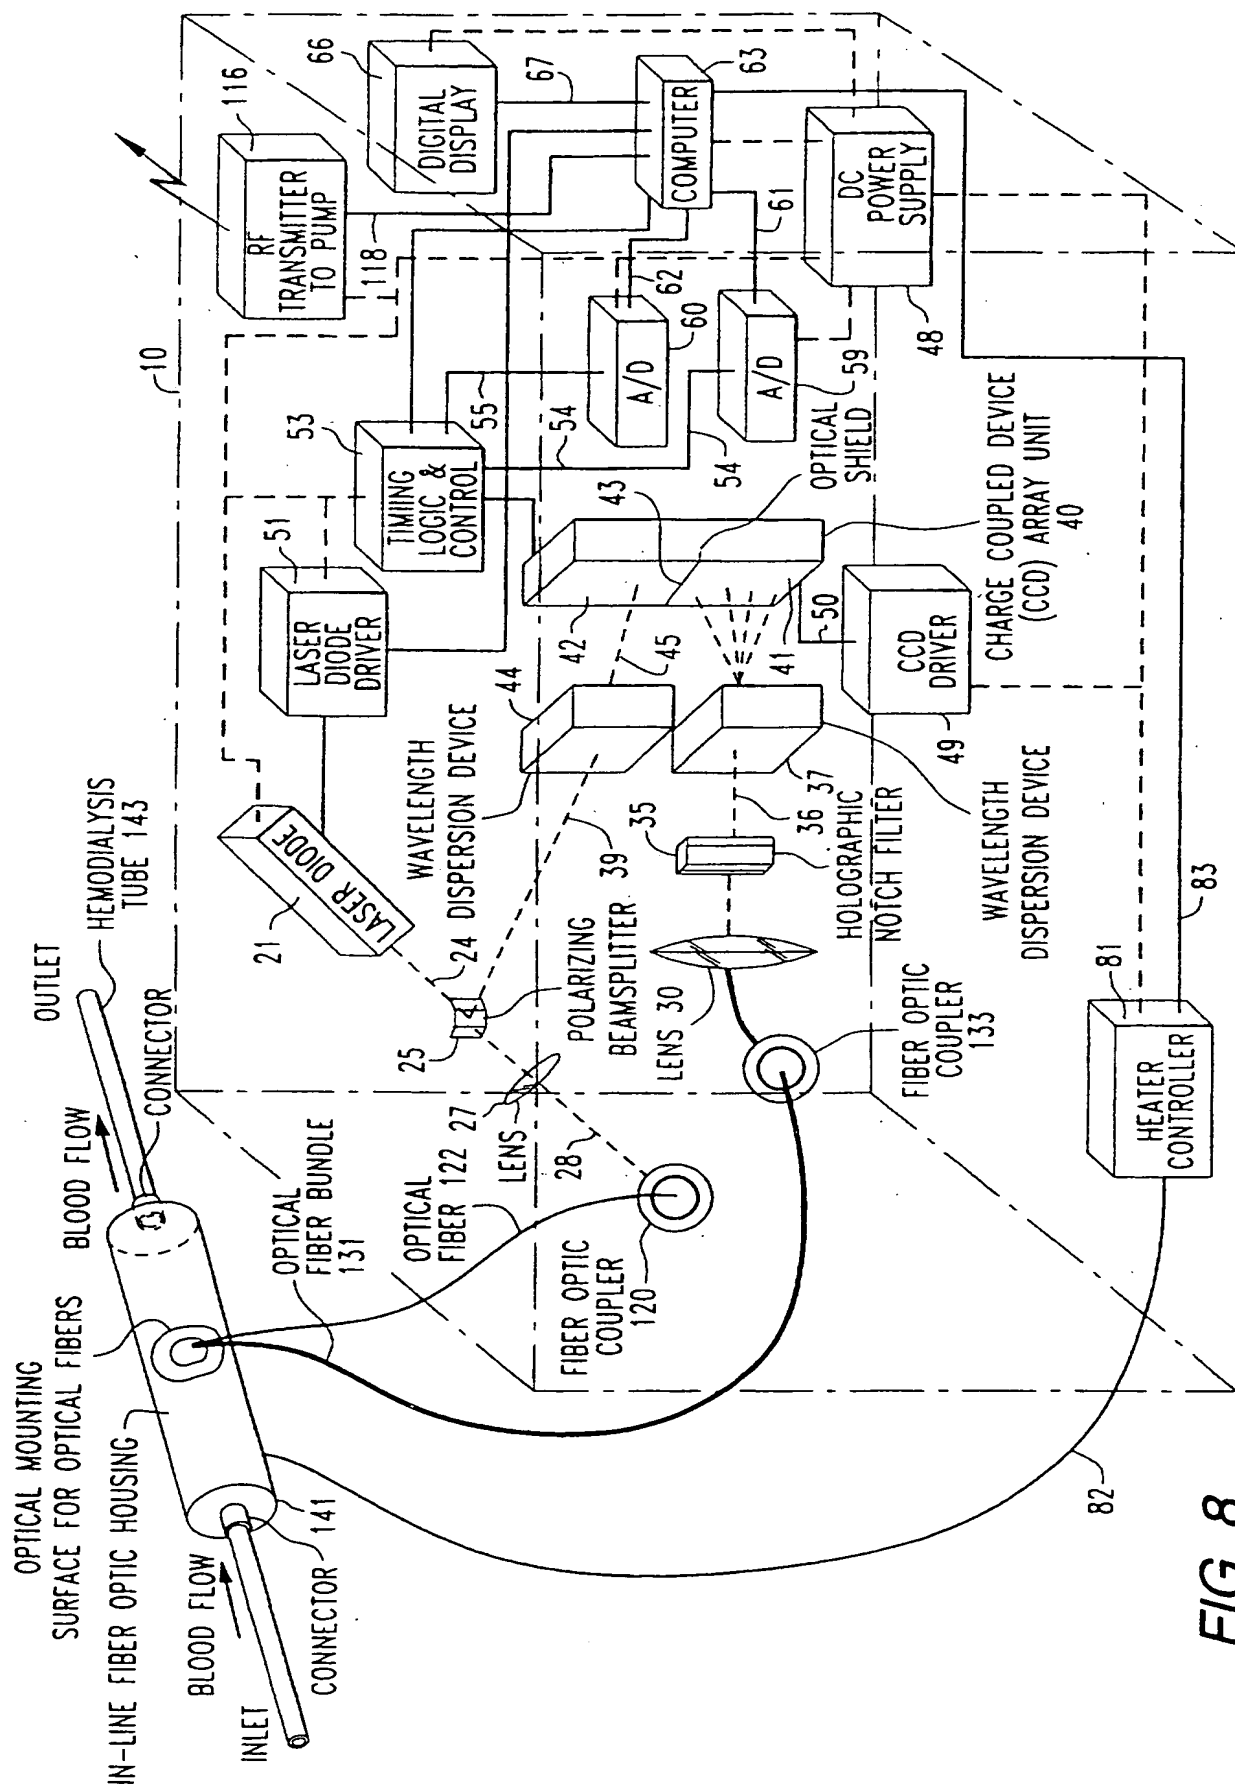 OPTICAL MOUNTING
SURFACE FOR OPTICAL FIBERS
IN-LINE FIBER OPTIC HOUSING
BLOOD FLOW
INLET
CONNECTOR
141
BLOOD FLOW
OUTLET
HEMODIALYSIS
TUBE 143
CONNECTOR
10
OPTICAL
FIBER BUNDLE
131
OPTICAL
FIBER 122
FIBER OPTIC
COUPLER
120
LENS
27
28
25
POLARIZING
BEAMSPLITTER
24
LASER DIODE
21
LASER
DIODE
DRIVER
51
TIMIING
LOGIC &
CONTROL
53
RF
TRANSMITTER
TO PUMP
116
118
DIGITAL
DISPLAY
66
67
COMPUTER
63
62
61
A/D
60
A/D
59
55
54
54
DC
POWER
SUPPLY
48
WAVELENGTH
DISPERSION DEVICE
44
39
45
42
43
41
OPTICAL
SHIELD
CHARGE COUPLED DEVICE
(CCD) ARRAY UNIT
40
50
CCD
DRIVER
49
37
36
35
HOLOGRAPHIC
NOTCH FILTER
WAVELENGTH
DISPERSION DEVICE
LENS 30
FIBER OPTIC
COUPLER
133
HEATER
CONTROLLER
81
83
82
FIG. 8